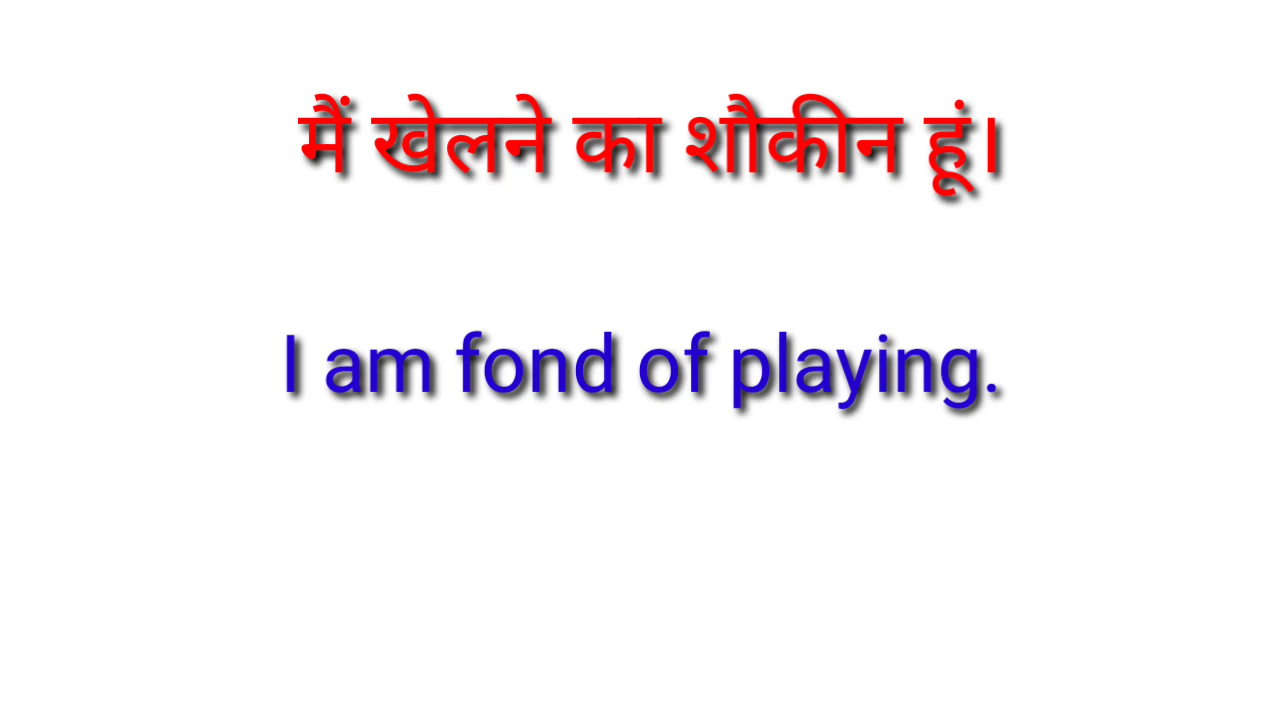 मैं खेलने का शौकीन हूं।
I am fond of playing.